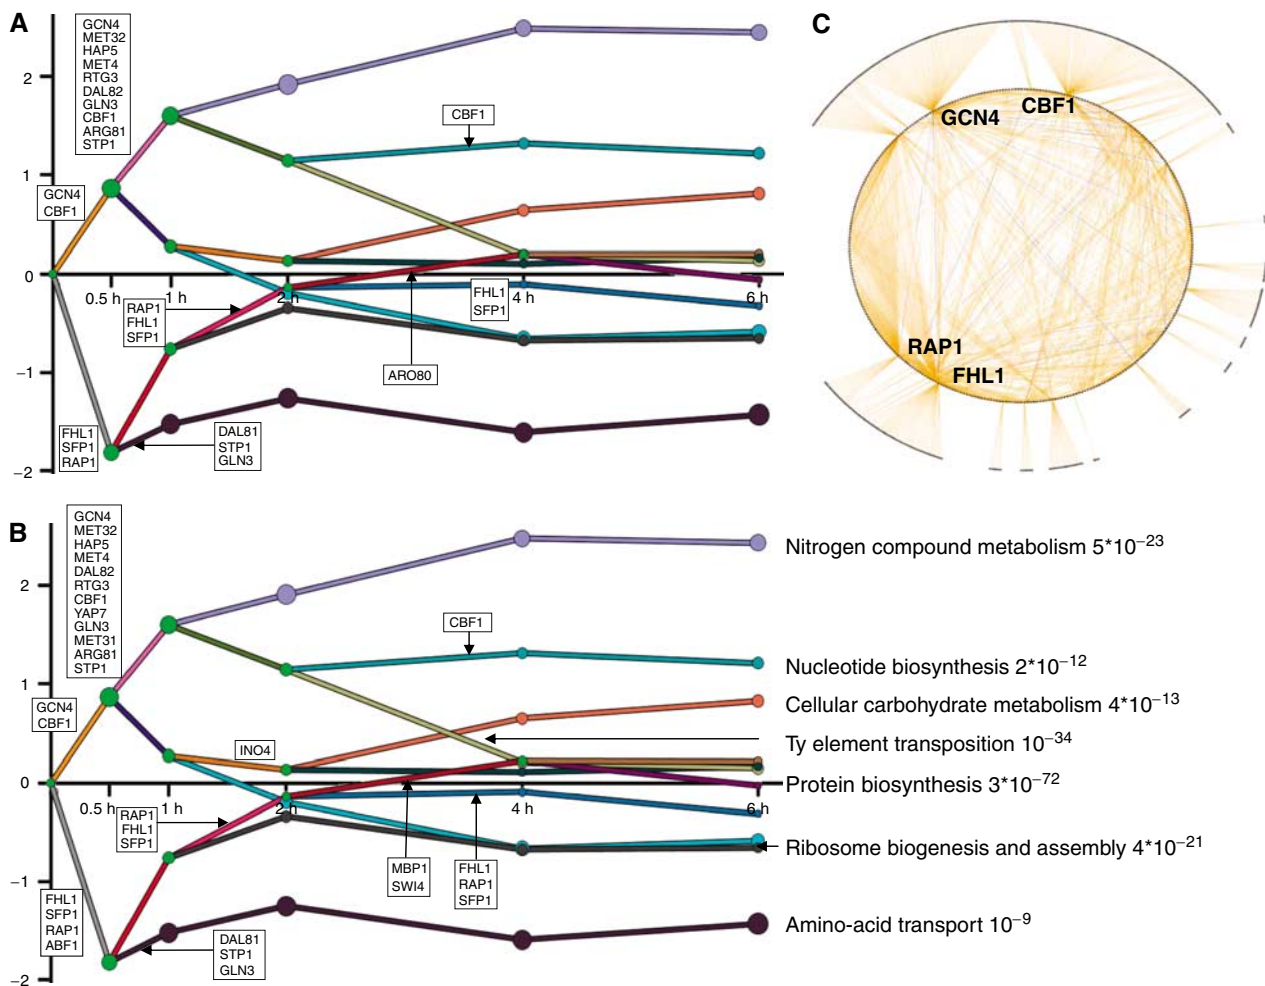 A
GCN4
MET32
HAP5
MET4
RTG3
DAL82
GLN3
CBF1
ARG81
STP1
2
1
0
−1
−2
GCN4
CBF1
CBF1
0.5 h
1 h
2 h
4 h
6 h
RAP1
FHL1
SFP1
FHL1
SFP1
ARO80
FHL1
SFP1
RAP1
DAL81
STP1
GLN3
C
GCN4
CBF1
RAP1
FHL1
B
GCN4
MET32
HAP5
MET4
DAL82
RTG3
CBF1
YAP7
GLN3
MET31
ARG81
STP1
2
1
0
−1
−2
GCN4
CBF1
CBF1
INO4
0.5 h
1 h
2 h
4 h
6 h
RAP1
FHL1
SFP1
MBP1
SWI4
FHL1
RAP1
SFP1
FHL1
SFP1
RAP1
ABF1
DAL81
STP1
GLN3
Nitrogen compound metabolism 5*10⁻²³
Nucleotide biosynthesis 2*10⁻¹²
Cellular carbohydrate metabolism 4*10⁻¹³
Ty element transposition 10⁻³⁴
Protein biosynthesis 3*10⁻⁷²
Ribosome biogenesis and assembly 4*10⁻²¹
Amino-acid transport 10⁻⁹